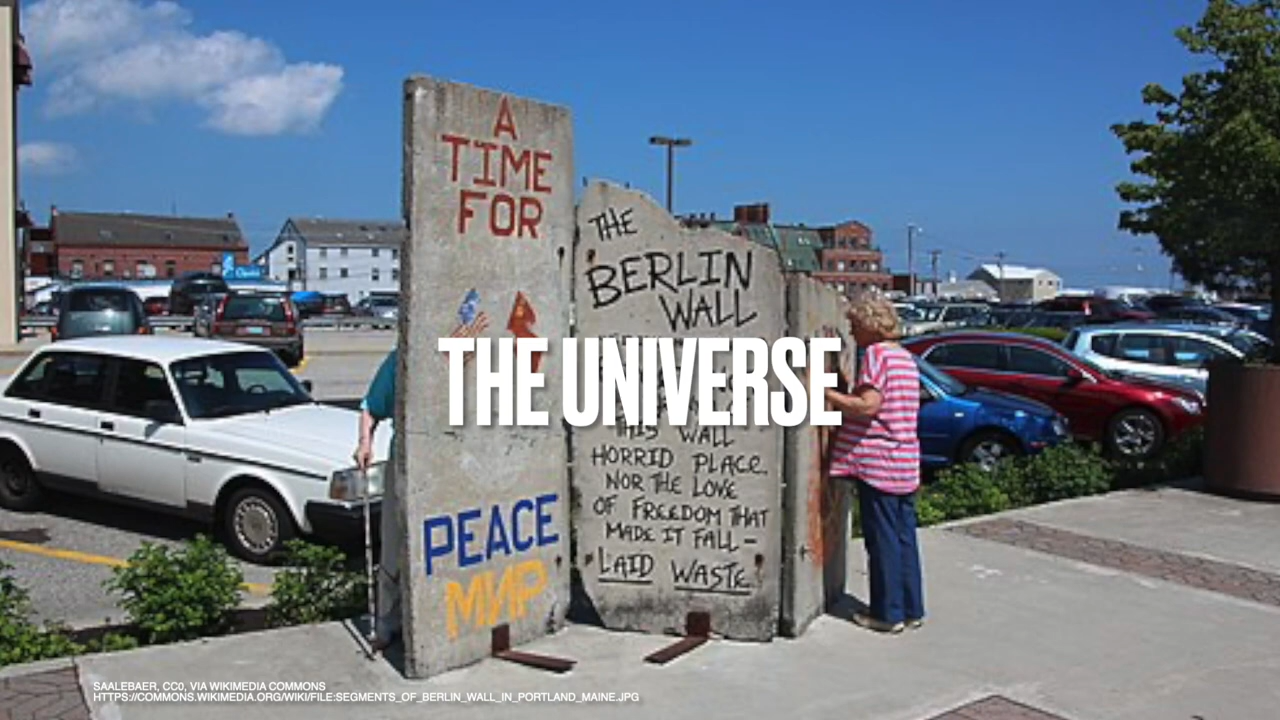 A
TIME
FOR
PEACE
МИР
THE
BERLIN
WALL
THIS WALL
HORRID PLACE.
NOR THE LOVE
OF FREEDOM THAT
MADE IT FALL-
LAID WASTE.
THE UNIVERSE
SAALEBAER, CC0, VIA WIKIMEDIA COMMONS
HTTPS://COMMONS.WIKIMEDIA.ORG/WIKI/FILE:SEGMENTS_OF_BERLIN_WALL_IN_PORTLAND_MAINE.JPG